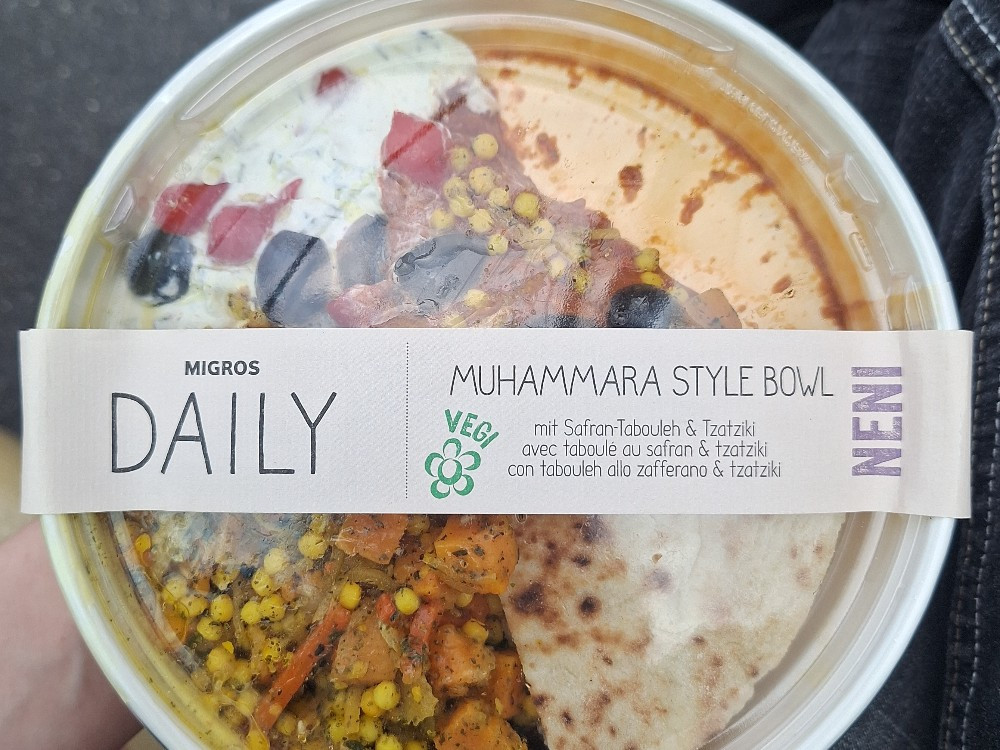 MIGROS
DAILY
MUHAMMARA STYLE BOWL
VEGI
mit Safran-Tabouleh & Tzatziki
avec taboulé au safran & tzatziki
con tabouleh allo zafferano & tzatziki
NENI